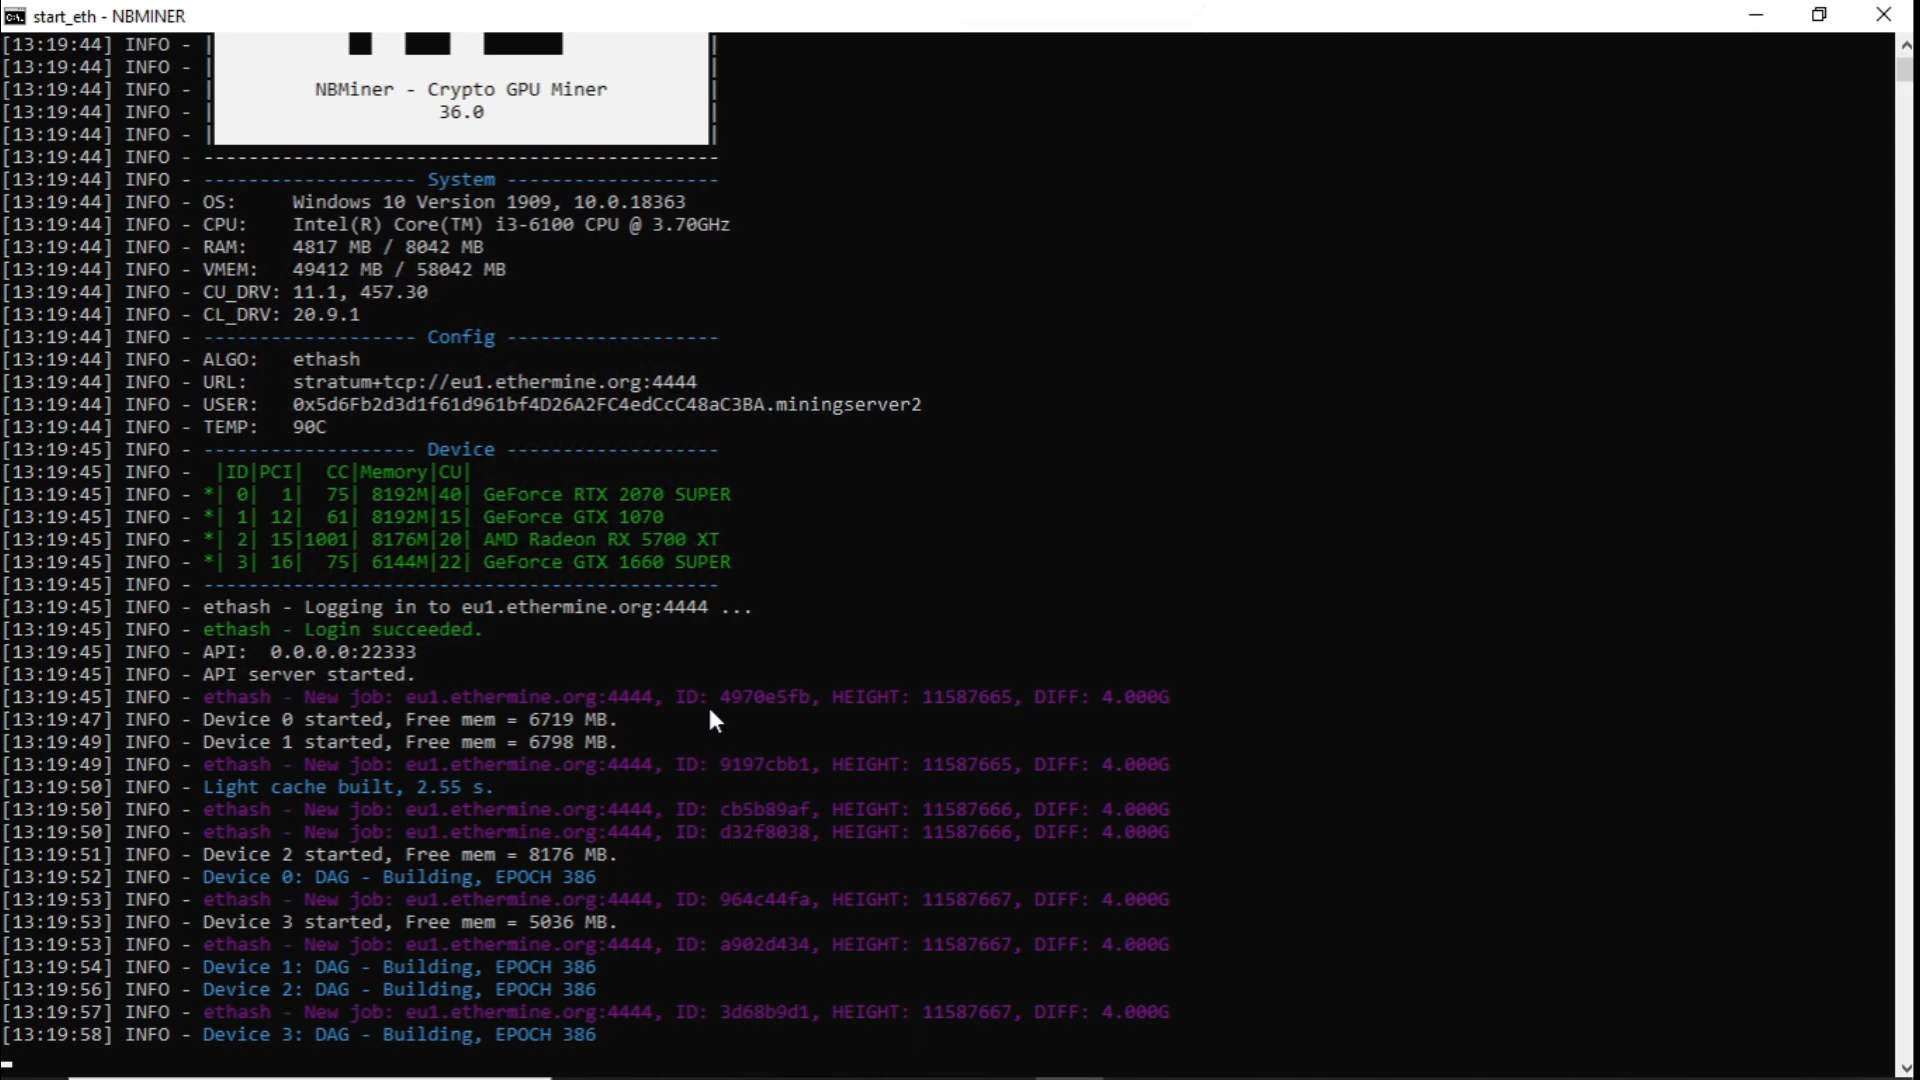 start_eth - NBMINER
[13:19:44] INFO - |
[13:19:44] INFO - |
[13:19:44] INFO - | NBMiner - Crypto GPU Miner |
[13:19:44] INFO - | 36.0 |
[13:19:44] INFO - | |
[13:19:44] INFO - ----------------------------------------------
[13:19:44] INFO - ------------------- System -------------------
[13:19:44] INFO - OS: Windows 10 Version 1909, 10.0.18363
[13:19:44] INFO - CPU: Intel(R) Core(TM) i3-6100 CPU @ 3.70GHz
[13:19:44] INFO - RAM: 4817 MB / 8042 MB
[13:19:44] INFO - VMEM: 49412 MB / 58042 MB
[13:19:44] INFO - CU_DRV: 11.1, 457.30
[13:19:44] INFO - CL_DRV: 20.9.1
[13:19:44] INFO - ------------------- Config -------------------
[13:19:44] INFO - ALGO: ethash
[13:19:44] INFO - URL: stratum+tcp://eu1.ethermine.org:4444
[13:19:44] INFO - USER: 0x5d6Fb2d3d1f61d961bf4D26A2FC4edCcC48aC3BA.miningserver2
[13:19:44] INFO - TEMP: 90C
[13:19:45] INFO - ------------------- Device -------------------
[13:19:45] INFO - |ID|PCI| CC|Memory|CU|
[13:19:45] INFO - *| 0| 1| 75| 8192M|40| GeForce RTX 2070 SUPER
[13:19:45] INFO - *| 1| 12| 61| 8192M|15| GeForce GTX 1070
[13:19:45] INFO - *| 2| 15|1001| 8176M|20| AMD Radeon RX 5700 XT
[13:19:45] INFO - *| 3| 16| 75| 6144M|22| GeForce GTX 1660 SUPER
[13:19:45] INFO - ----------------------------------------------
[13:19:45] INFO - ethash - Logging in to eu1.ethermine.org:4444 ...
[13:19:45] INFO - ethash - Login succeeded.
[13:19:45] INFO - API: 0.0.0.0:22333
[13:19:45] INFO - API server started.
[13:19:45] INFO - ethash - New job: eu1.ethermine.org:4444, ID: 4970e5fb, HEIGHT: 11587665, DIFF: 4.000G
[13:19:47] INFO - Device 0 started, Free mem = 6719 MB.
[13:19:49] INFO - Device 1 started, Free mem = 6798 MB.
[13:19:49] INFO - ethash - New job: eu1.ethermine.org:4444, ID: 9197cbb1, HEIGHT: 11587665, DIFF: 4.000G
[13:19:50] INFO - Light cache built, 2.55 s.
[13:19:50] INFO - ethash - New job: eu1.ethermine.org:4444, ID: cb5b89af, HEIGHT: 11587666, DIFF: 4.000G
[13:19:50] INFO - ethash - New job: eu1.ethermine.org:4444, ID: d32f8038, HEIGHT: 11587666, DIFF: 4.000G
[13:19:51] INFO - Device 2 started, Free mem = 8176 MB.
[13:19:52] INFO - Device 0: DAG - Building, EPOCH 386
[13:19:53] INFO - ethash - New job: eu1.ethermine.org:4444, ID: 964c44fa, HEIGHT: 11587667, DIFF: 4.000G
[13:19:53] INFO - Device 3 started, Free mem = 5036 MB.
[13:19:53] INFO - ethash - New job: eu1.ethermine.org:4444, ID: a902d434, HEIGHT: 11587667, DIFF: 4.000G
[13:19:54] INFO - Device 1: DAG - Building, EPOCH 386
[13:19:56] INFO - Device 2: DAG - Building, EPOCH 386
[13:19:57] INFO - ethash - New job: eu1.ethermine.org:4444, ID: 3d68b9d1, HEIGHT: 11587667, DIFF: 4.000G
[13:19:58] INFO - Device 3: DAG - Building, EPOCH 386